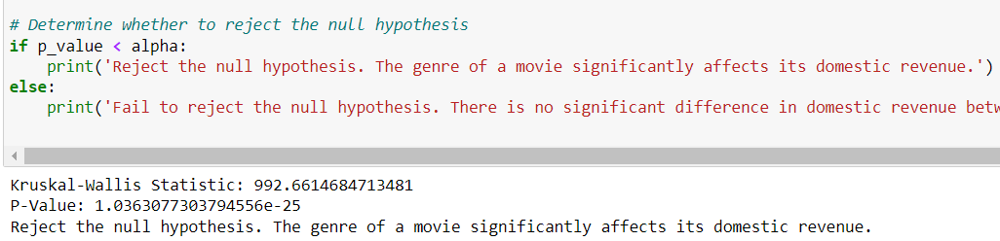 # Determine whether to reject the null hypothesis
if p_value < alpha:
    print('Reject the null hypothesis. The genre of a movie significantly affects its domestic revenue.')
else:
    print('Fail to reject the null hypothesis. There is no significant difference in domestic revenue betw
Kruskal-Wallis Statistic: 992.6614684713481
P-Value: 1.0363077303794556e-25
Reject the null hypothesis. The genre of a movie significantly affects its domestic revenue.